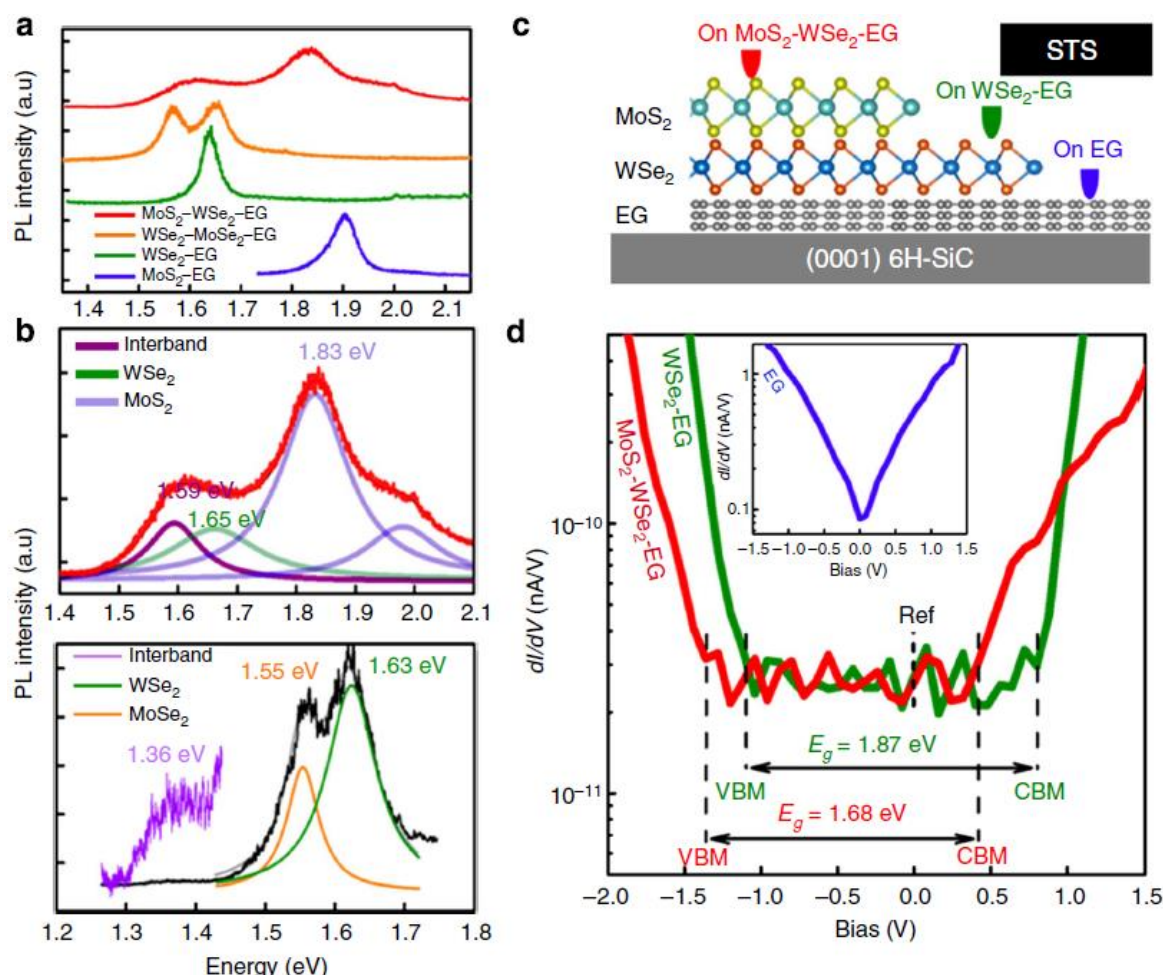 a
PL intensity (a.u)
MoS2–WSe2–EG
WSe2–MoSe2–EG
WSe2–EG
MoS2–EG
1.4 1.5 1.6 1.7 1.8 1.9 2.0 2.1
b
PL intensity (a.u)
Interband
WSe2
MoS2
1.83 eV
1.59 eV
1.65 eV
1.4 1.5 1.6 1.7 1.8 1.9 2.0 2.1
Interband
WSe2
MoSe2
1.55 eV
1.63 eV
1.36 eV
1.2 1.3 1.4 1.5 1.6 1.7 1.8
Energy (eV)
c
On MoS2-WSe2-EG
STS
On WSe2-EG
On EG
MoS2
WSe2
EG
(0001) 6H-SiC
d
dI/dV (nA/V)
10−10
10−11
MoS2-WSe2-EG
WSe2-EG
EG
dI/dV (nA/V)
1
0.1
−1.5 −1.0 −0.5 0.0 0.5 1.0 1.5
Bias (V)
Ref
Eg = 1.87 eV
VBM CBM
Eg = 1.68 eV
VBM CBM
−2.0 −1.5 −1.0 −0.5 0.0 0.5 1.0 1.5
Bias (V)